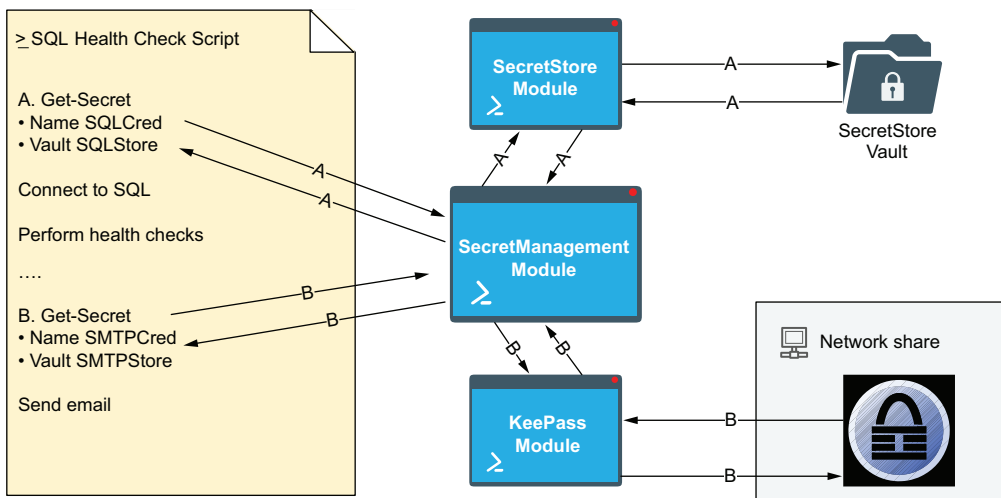 >_ SQL Health Check Script
A. Get-Secret
• Name SQLCred
• Vault SQLStore
Connect to SQL
Perform health checks
....
B. Get-Secret
• Name SMTPCred
• Vault SMTPStore
Send email
A
A
B
B
SecretStore
Module
A
A
SecretStore
Vault
A
A
SecretManagement
Module
B
B
KeePass
Module
B
B
Network share